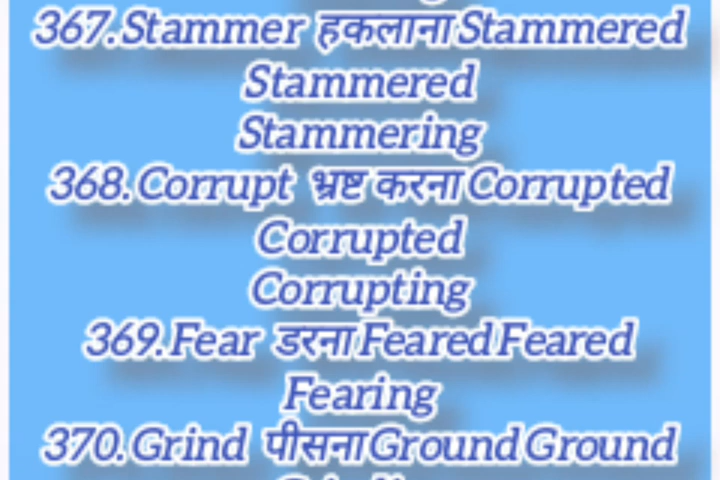 367.Stammer हकलाना Stammered
Stammered
Stammering
368.Corrupt भ्रष्ट करना Corrupted
Corrupted
Corrupting
369.Fear डरना Feared Feared
Fearing
370.Grind पीसना Ground Ground